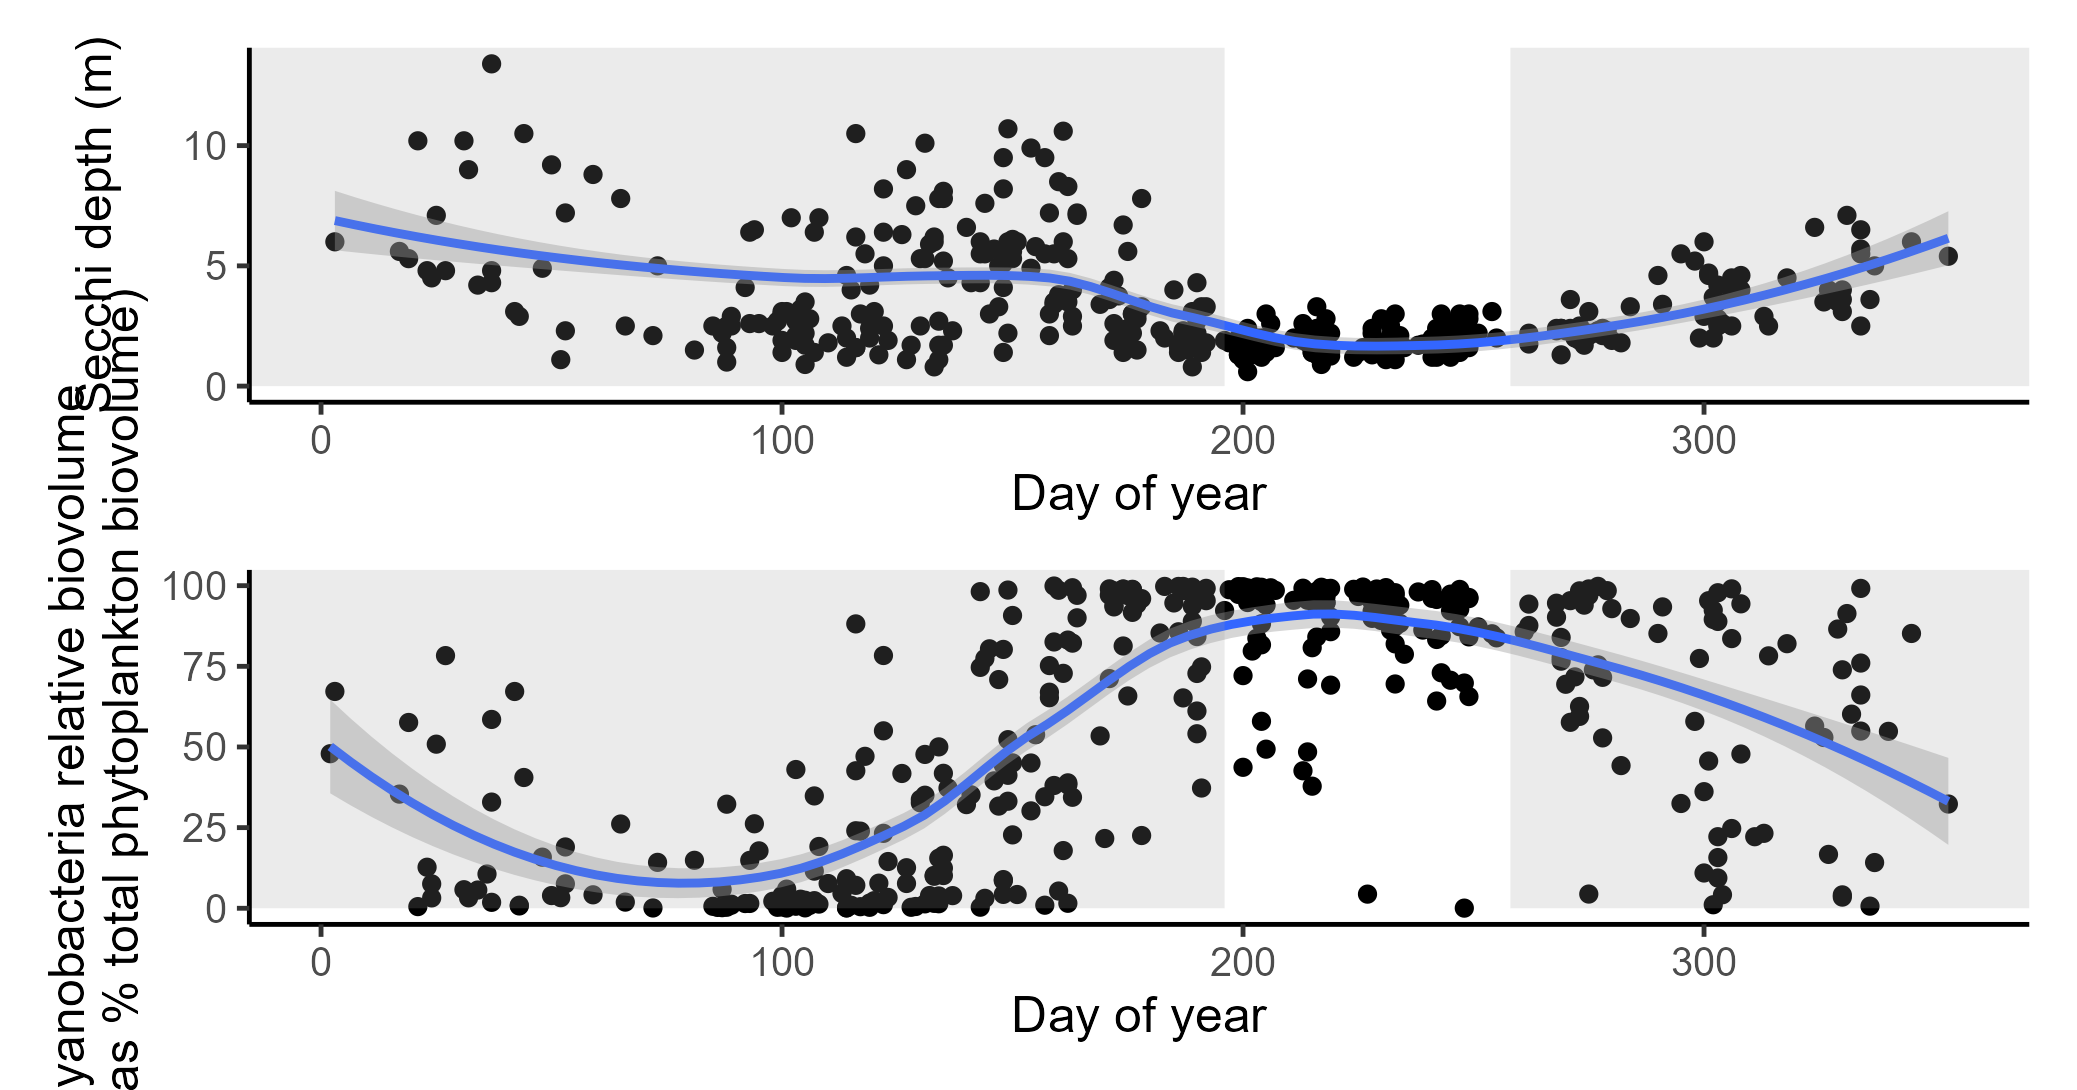 Secchi depth (m)
10
5
0
0 100 200 300
Day of year
yanobacteria relative biovolume
as % total phytoplankton biovolume)
100
75
50
25
0
0 100 200 300
Day of year